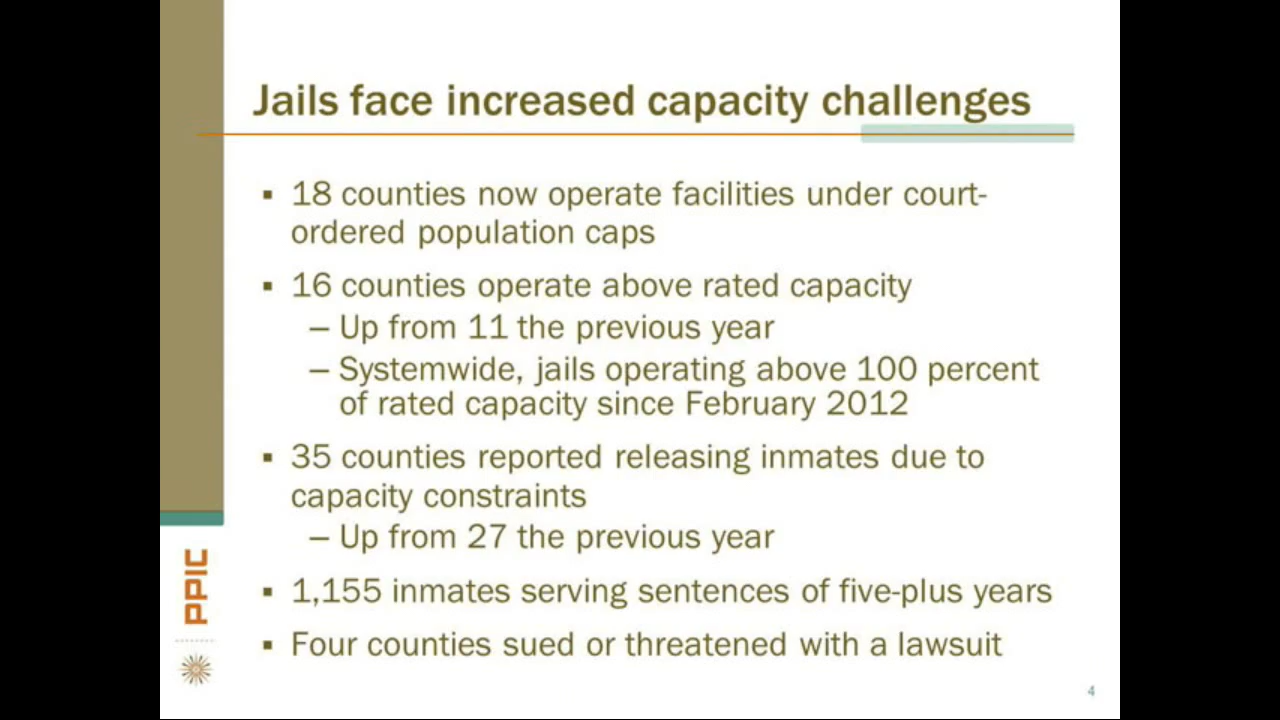 Jails face increased capacity challenges
▪ 18 counties now operate facilities under court-
ordered population caps
▪ 16 counties operate above rated capacity
– Up from 11 the previous year
– Systemwide, jails operating above 100 percent
of rated capacity since February 2012
▪ 35 counties reported releasing inmates due to
capacity constraints
– Up from 27 the previous year
▪ 1,155 inmates serving sentences of five-plus years
▪ Four counties sued or threatened with a lawsuit
PPIC
4